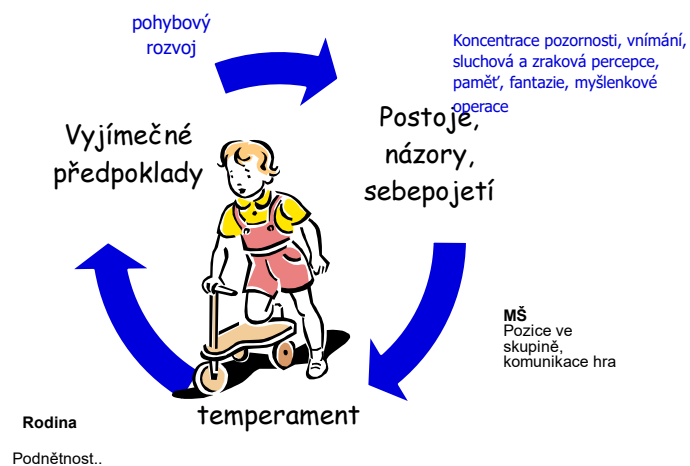 pohybový
rozvoj
Koncentrace pozornosti, vnímání,
sluchová a zraková percepce,
paměť, fantazie, myšlenkové
operace
Vyjímečné
předpoklady
Postoje,
názory,
sebepojetí
MŠ
Pozice ve
skupině,
komunikace hra
temperament
Rodina
Podnětnost..